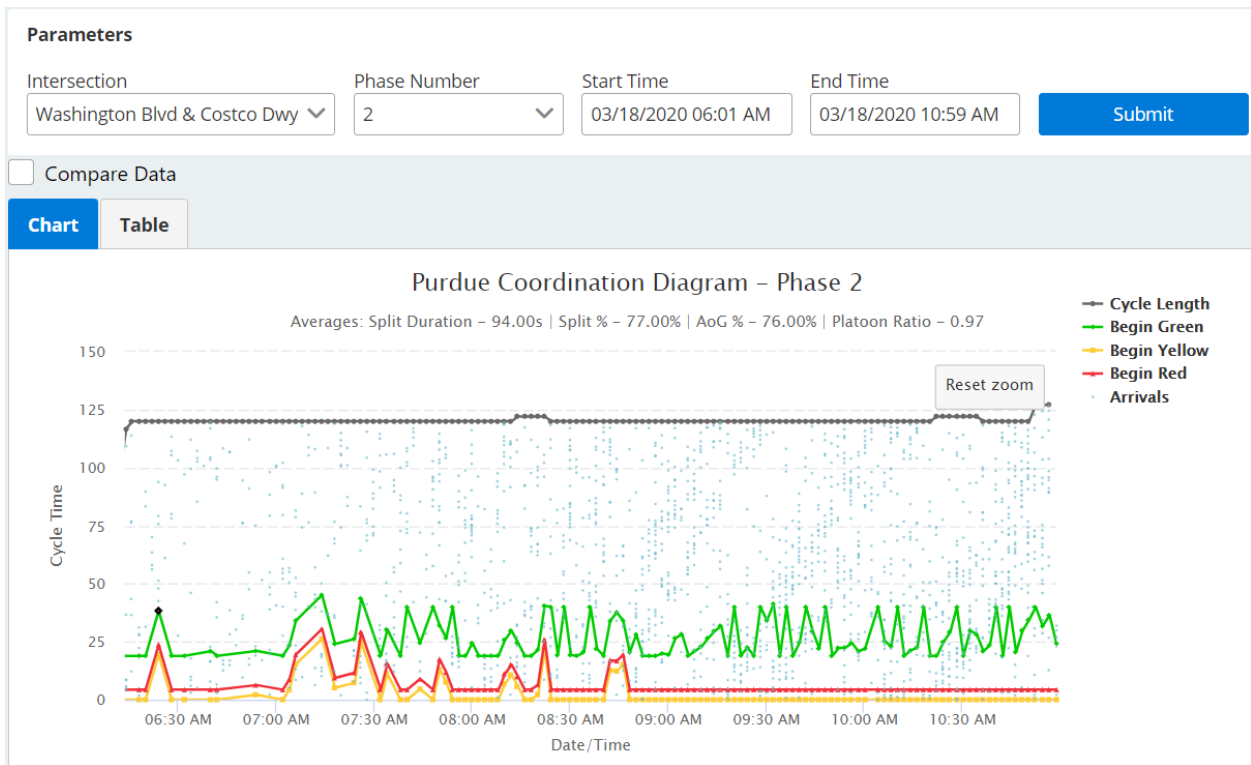 Parameters
Intersection Phase Number Start Time End Time
Washington Blvd & Costco Dwy 2 03/18/2020 06:01 AM 03/18/2020 10:59 AM Submit
Compare Data
Chart Table
Purdue Coordination Diagram – Phase 2
Averages: Split Duration – 94.00s | Split % – 77.00% | AoG % – 76.00% | Platoon Ratio – 0.97
Cycle Length
Begin Green
Begin Yellow
Begin Red
Arrivals
Reset zoom
Cycle Time
150
125
100
75
50
25
0
06:30 AM 07:00 AM 07:30 AM 08:00 AM 08:30 AM 09:00 AM 09:30 AM 10:00 AM 10:30 AM
Date/Time